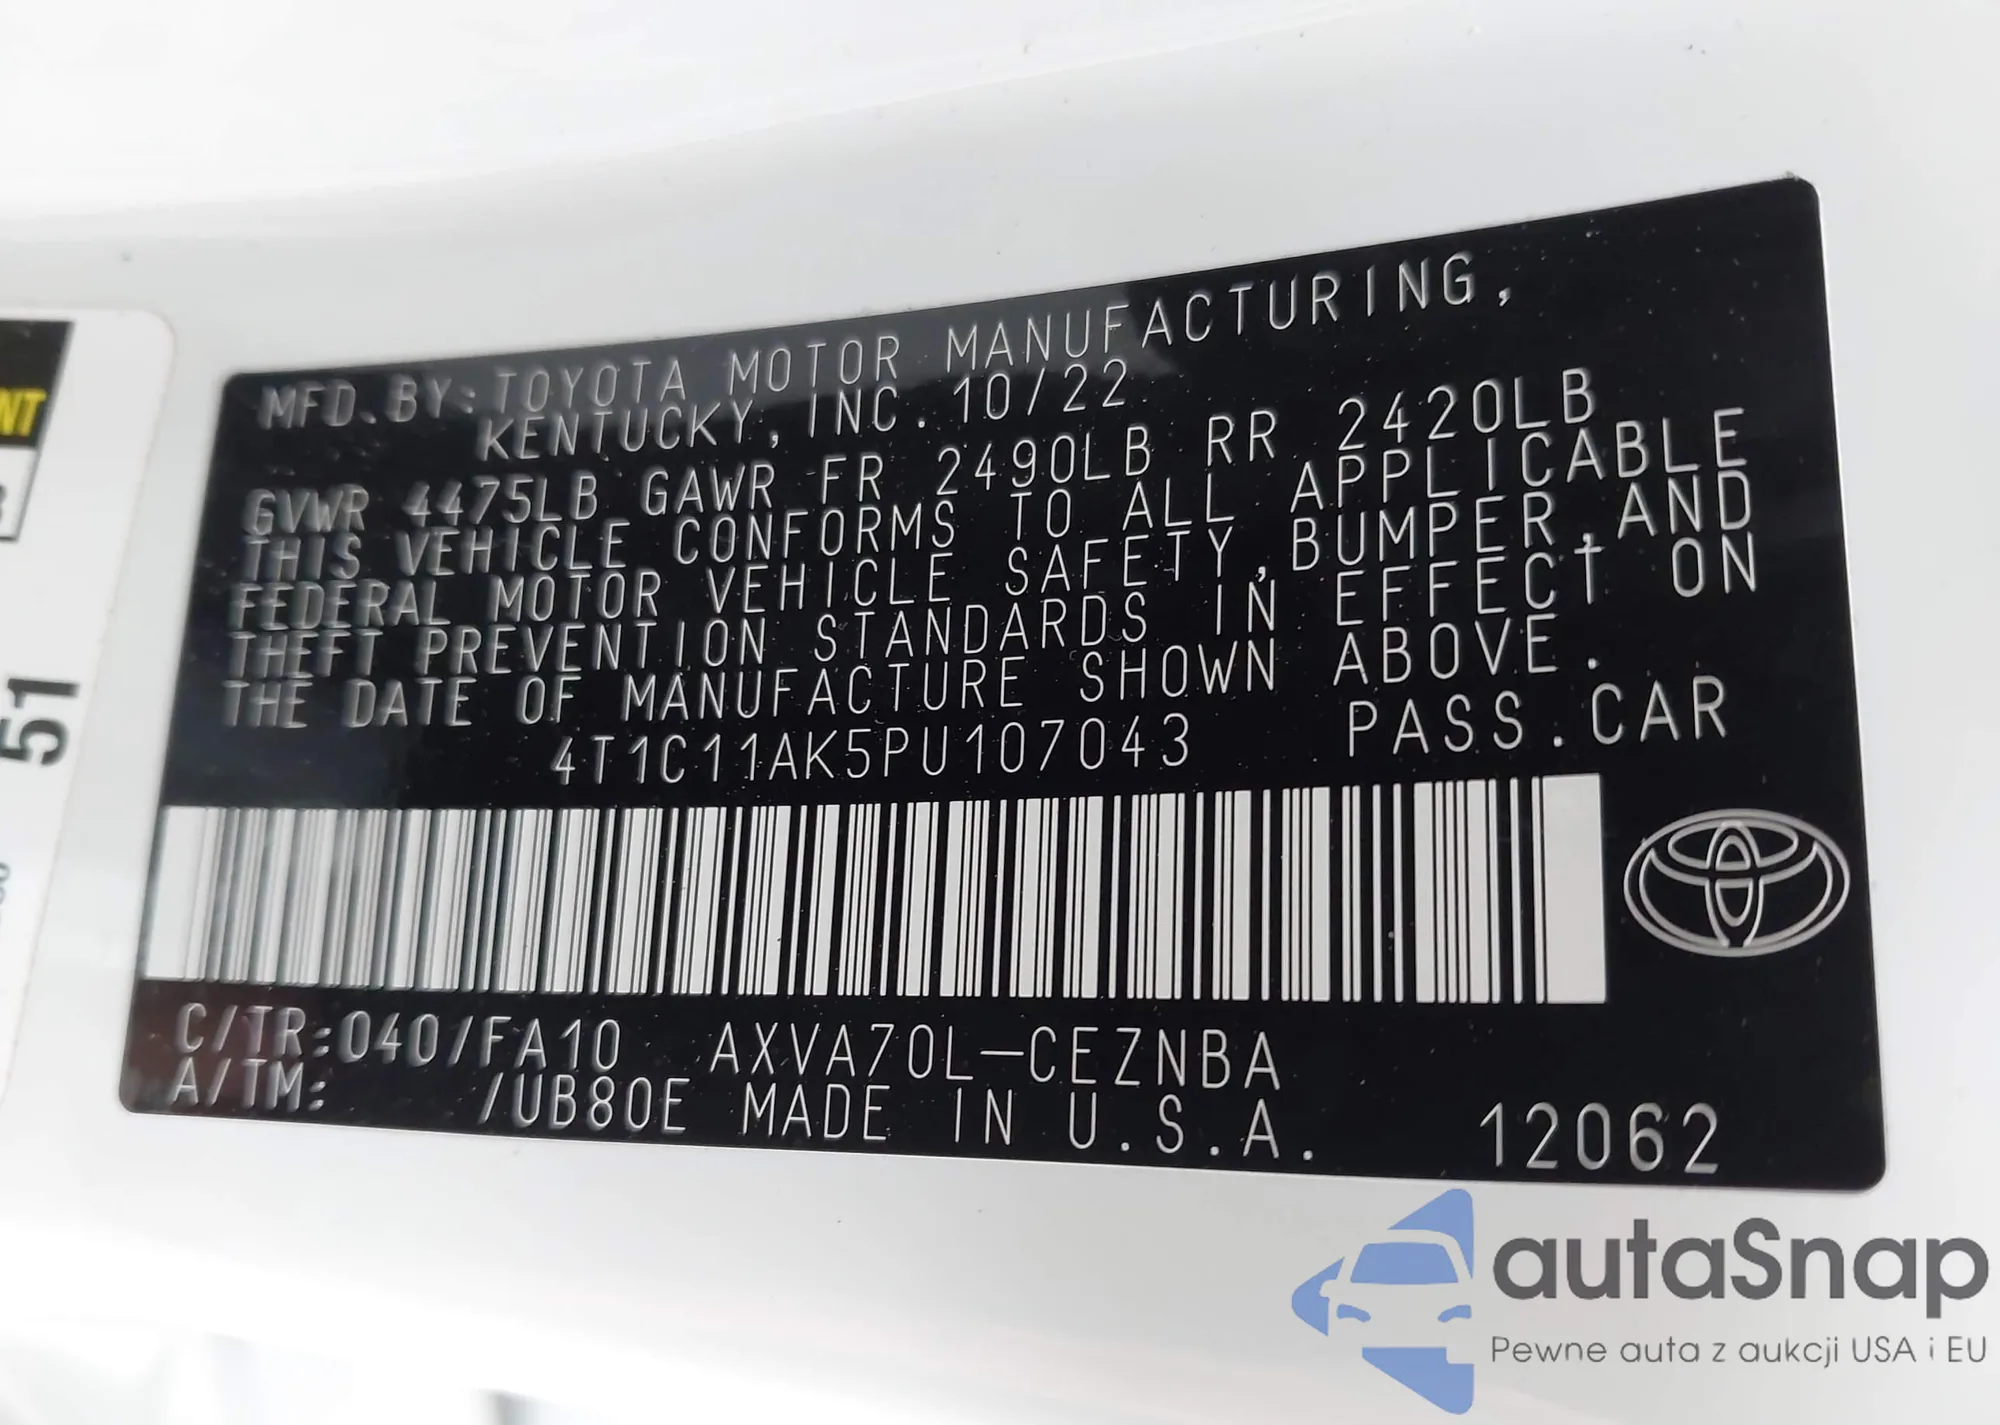 MFD. BY: TOYOTA MOTOR MANUFACTURING,
KENTUCKY, INC. 10/22
GVWR 4475LB GAWR FR 2490LB RR 2420LB
THIS VEHICLE CONFORMS TO ALL APPLICABLE
FEDERAL MOTOR VEHICLE SAFETY, BUMPER, AND
THEFT PREVENTION STANDARDS IN EFFECT ON
THE DATE OF MANUFACTURE SHOWN ABOVE.
4T1C11AK5PU107043 PASS. CAR
C/TR: 040/FA10 AXVA70L-CEZNBA
A/TM: /UB80E MADE IN U.S.A. 12062
NT
51
autaSnap
Pewne auta z aukcji USA i EU